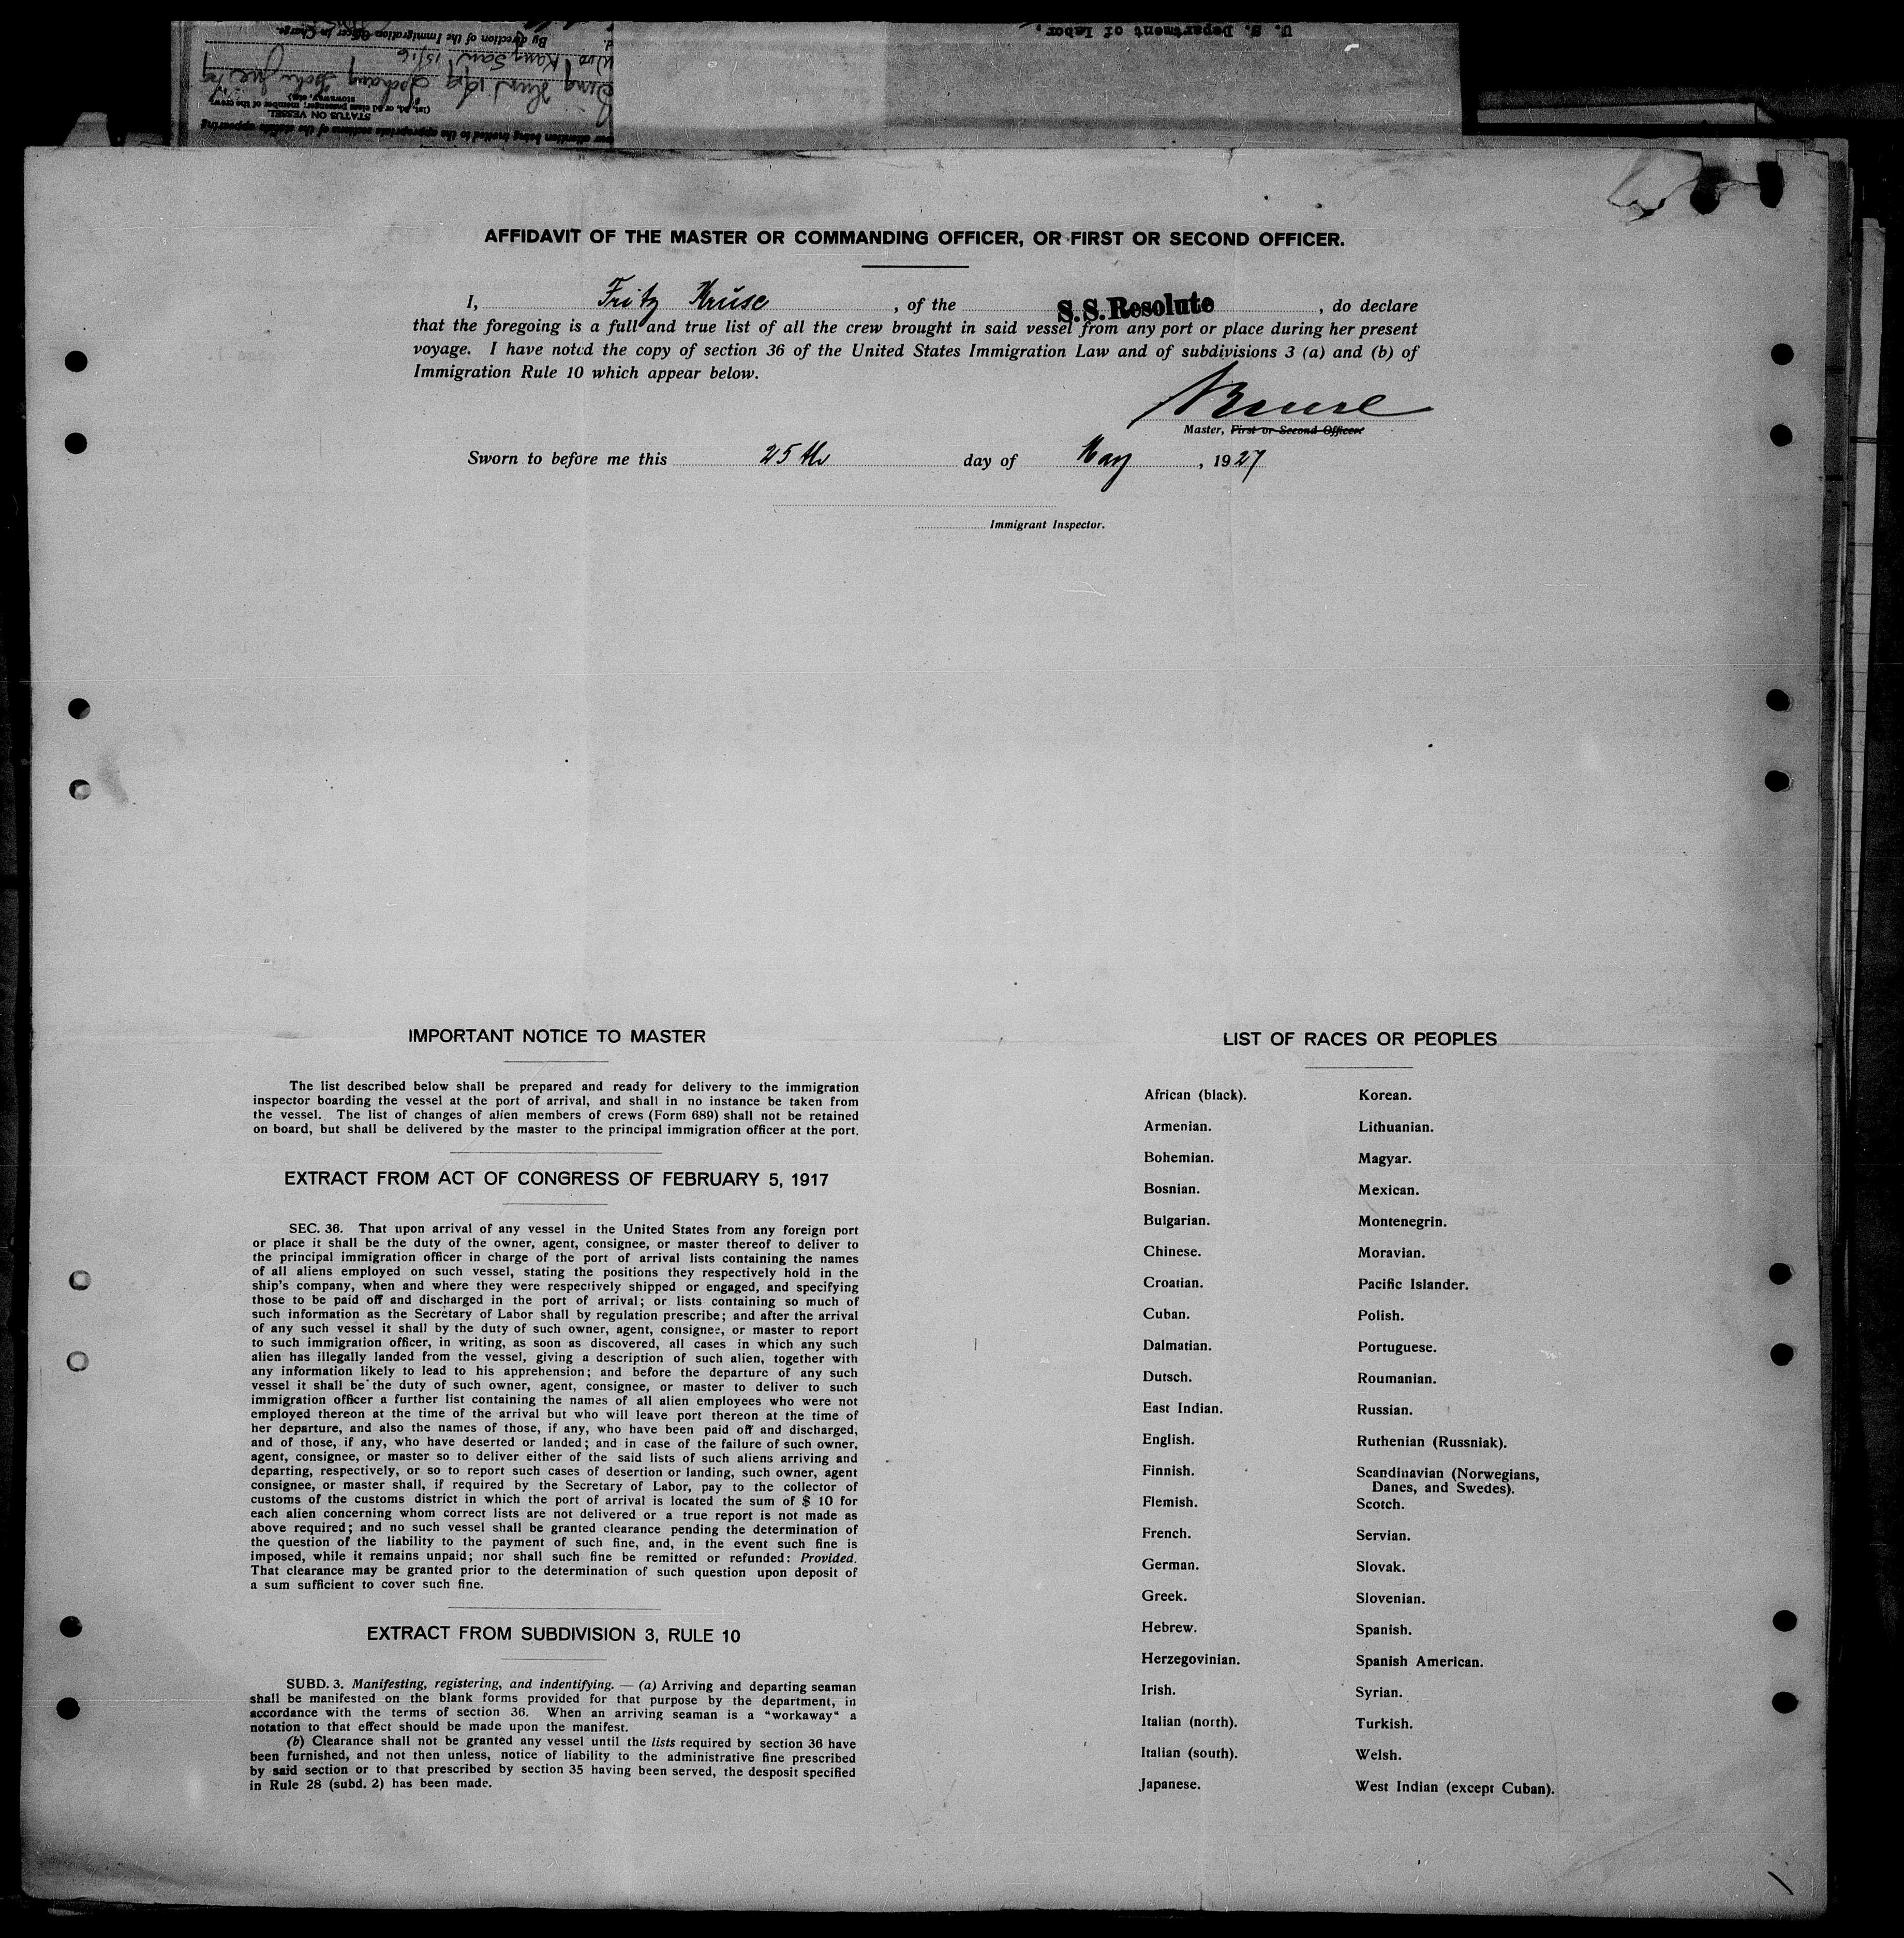 U. S. Department of Labor,
By direction of the Immigration Officer in Charge.
STATUS ON VESSEL
(1st, 2d, or 3d class passenger, member of the crew,
stowaway, etc.)
AFFIDAVIT OF THE MASTER OR COMMANDING OFFICER, OR FIRST OR SECOND OFFICER.
I, Fritz Krŭse, of the S.S. Resolute, do declare
that the foregoing is a full and true list of all the crew brought in said vessel from any port or place during her present
voyage. I have noted the copy of section 36 of the United States Immigration Law and of subdivisions 3 (a) and (b) of
Immigration Rule 10 which appear below.
Kruse
Master, First or Second Officer.
Sworn to before me this 25th day of May, 1927
Immigrant Inspector.
IMPORTANT NOTICE TO MASTER
The list described below shall be prepared and ready for delivery to the immigration
inspector boarding the vessel at the port of arrival, and shall in no instance be taken from
the vessel. The list of changes of alien members of crews (Form 689) shall not be retained
on board, but shall be delivered by the master to the principal immigration officer at the port.
EXTRACT FROM ACT OF CONGRESS OF FEBRUARY 5, 1917
SEC. 36. That upon arrival of any vessel in the United States from any foreign port
or place it shall be the duty of the owner, agent, consignee, or master thereof to deliver to
the principal immigration officer in charge of the port of arrival lists containing the names
of all aliens employed on such vessel, stating the positions they respectively hold in the
ship's company, when and where they were respectively shipped or engaged, and specifying
those to be paid off and discharged in the port of arrival; or lists containing so much of
such information as the Secretary of Labor shall by regulation prescribe; and after the arrival
of any such vessel it shall by the duty of such owner, agent, consignee, or master to report
to such immigration officer, in writing, as soon as discovered, all cases in which any such
alien has illegally landed from the vessel, giving a description of such alien, together with
any information likely to lead to his apprehension; and before the departure of any such
vessel it shall be the duty of such owner, agent, consignee, or master to deliver to such
immigration officer a further list containing the names of all alien employees who were not
employed thereon at the time of the arrival but who will leave port thereon at the time of
her departure, and also the names of those, if any, who have been paid off and discharged,
and of those, if any, who have deserted or landed; and in case of the failure of such owner,
agent, consignee, or master so to deliver either of the said lists of such aliens arriving and
departing, respectively, or so to report such cases of desertion or landing, such owner, agent
consignee, or master shall, if required by the Secretary of Labor, pay to the collector of
customs of the customs district in which the port of arrival is located the sum of $ 10 for
each alien concerning whom correct lists are not delivered or a true report is not made as
above required; and no such vessel shall be granted clearance pending the determination of
the question of the liability to the payment of such fine, and, in the event such fine is
imposed, while it remains unpaid; nor shall such fine be remitted or refunded: Provided.
That clearance may be granted prior to the determination of such question upon deposit of
a sum sufficient to cover such fine.
EXTRACT FROM SUBDIVISION 3, RULE 10
SUBD. 3. Manifesting, registering, and indentifying. — (a) Arriving and departing seaman
shall be manifested on the blank forms provided for that purpose by the department, in
accordance with the terms of section 36. When an arriving seaman is a "workaway" a
notation to that effect should be made upon the manifest.
(b) Clearance shall not be granted any vessel until the lists required by section 36 have
been furnished, and not then unless, notice of liability to the administrative fine prescribed
by said section or to that prescribed by section 35 having been served, the desposit specified
in Rule 28 (subd. 2) has been made.
LIST OF RACES OR PEOPLES
African (black).
Armenian.
Bohemian.
Bosnian.
Bulgarian.
Chinese.
Croatian.
Cuban.
Dalmatian.
Dutsch.
East Indian.
English.
Finnish.
Flemish.
French.
German.
Greek.
Hebrew.
Herzegovinian.
Irish.
Italian (north).
Italian (south).
Japanese.
Korean.
Lithuanian.
Magyar.
Mexican.
Montenegrin.
Moravian.
Pacific Islander.
Polish.
Portuguese.
Roumanian.
Russian.
Ruthenian (Russniak).
Scandinavian (Norwegians,
Danes, and Swedes).
Scotch.
Servian.
Slovak.
Slovenian.
Spanish.
Spanish American.
Syrian.
Turkish.
Welsh.
West Indian (except Cuban).